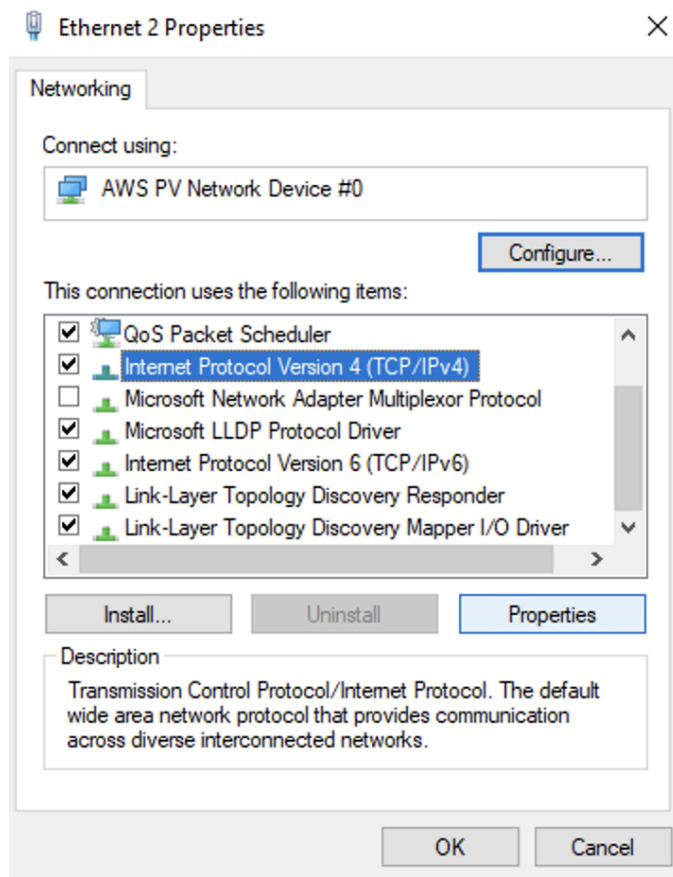 Ethernet 2 Properties
Networking
Connect using:
AWS PV Network Device #0
Configure...
This connection uses the following items:
QoS Packet Scheduler
Internet Protocol Version 4 (TCP/IPv4)
Microsoft Network Adapter Multiplexor Protocol
Microsoft LLDP Protocol Driver
Internet Protocol Version 6 (TCP/IPv6)
Link-Layer Topology Discovery Responder
Link-Layer Topology Discovery Mapper I/O Driver
Install... Uninstall Properties
Description
Transmission Control Protocol/Internet Protocol. The default
wide area network protocol that provides communication
across diverse interconnected networks.
OK Cancel